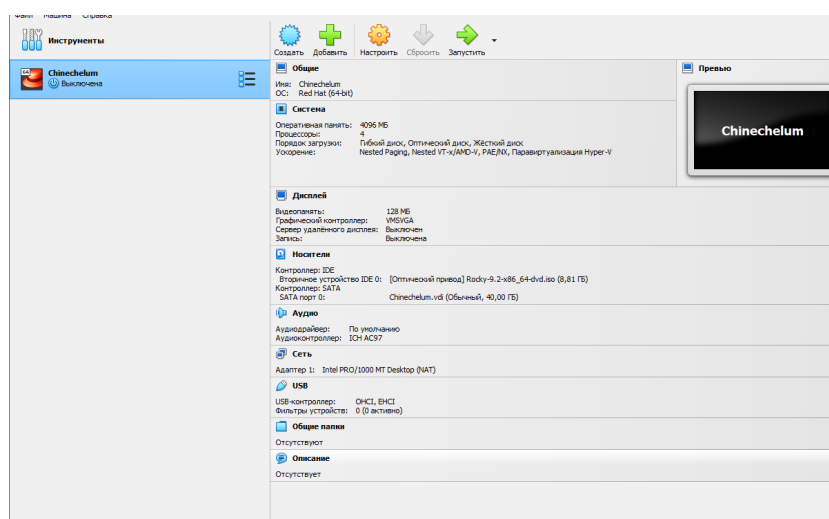 Файл Машина Справка
Инструменты
Создать Добавить Настроить Сбросить Запустить
64
Chinechelum
Выключена
Общие
Имя: Chinechelum
ОС: Red Hat (64-bit)
Превью
Chinechelum
Система
Оперативная память: 4096 МБ
Процессоры: 4
Порядок загрузки: Гибкий диск, Оптический диск, Жёсткий диск
Ускорение: Nested Paging, Nested VT-x/AMD-V, PAE/NX, Паравиртуализация Hyper-V
Дисплей
Видеопамять: 128 МБ
Графический контроллер: VMSVGA
Сервер удалённого дисплея: Выключен
Запись: Выключена
Носители
Контроллер: IDE
Вторичное устройство IDE 0: [Оптический привод] Rocky-9.2-x86_64-dvd.iso (8,81 ГБ)
Контроллер: SATA
SATA порт 0: Chinechelum.vdi (Обычный, 40,00 ГБ)
Аудио
Аудиодрайвер: По умолчанию
Аудиоконтроллер: ICH AC97
Сеть
Адаптер 1: Intel PRO/1000 MT Desktop (NAT)
USB
USB-контроллер: OHCI, EHCI
Фильтры устройств: 0 (0 активно)
Общие папки
Отсутствуют
Описание
Отсутствует